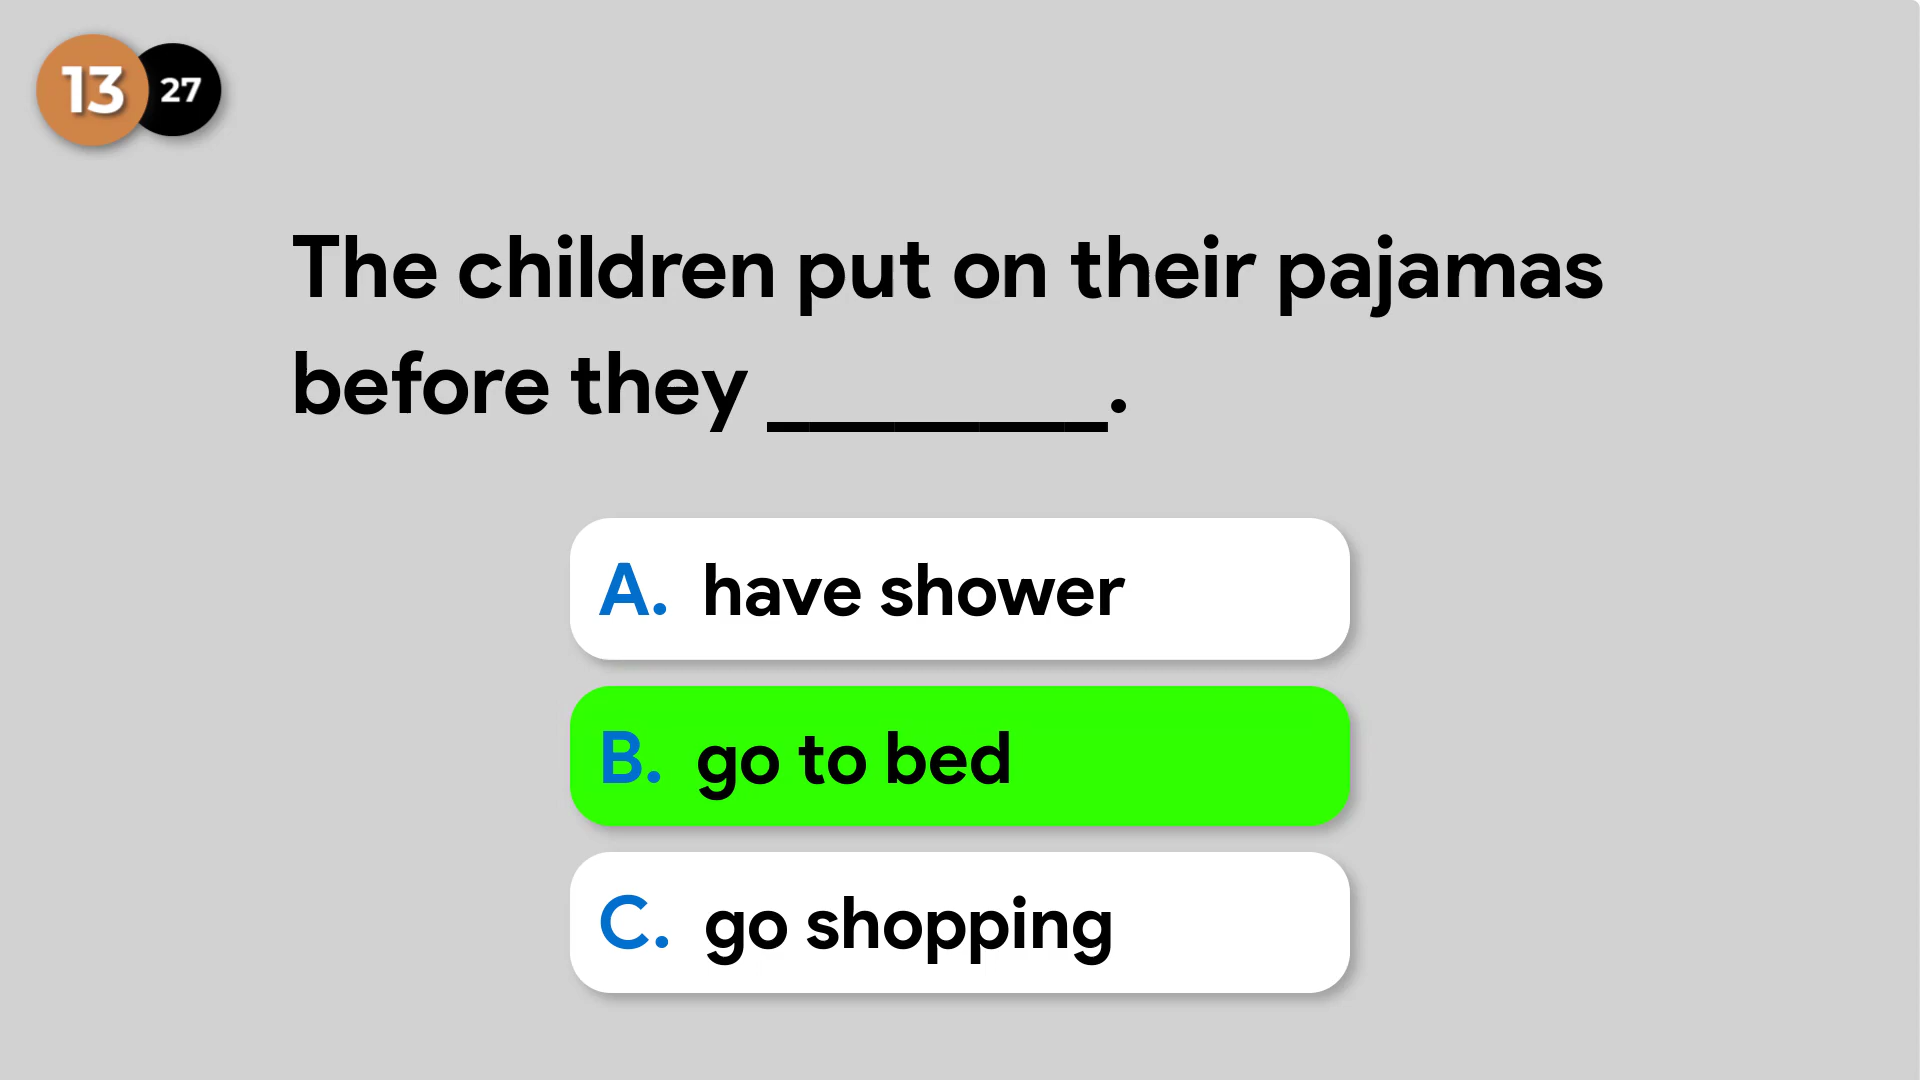 13 27
The children put on their pajamas
before they ________.
A. have shower
B. go to bed
C. go shopping